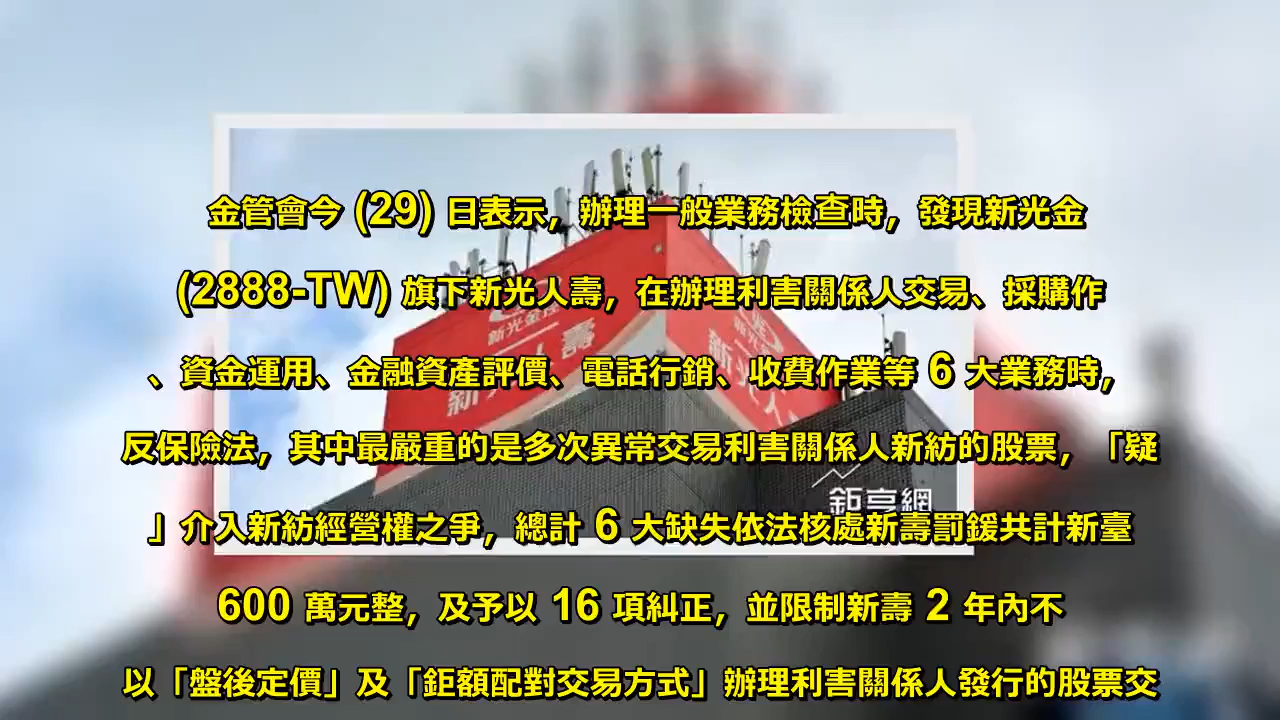 金管會今 (29) 日表示，辦理一般業務檢查時，發現新光金
(2888-TW) 旗下新光人壽，在辦理利害關係人交易、採購作
、資金運用、金融資產評價、電話行銷、收費作業等 6 大業務時，
反保險法，其中最嚴重的是多次異常交易利害關係人新紡的股票，「疑
」介入新紡經營權之爭，總計 6 大缺失依法核處新壽罰鍰共計新臺
600 萬元整，及予以 16 項糾正，並限制新壽 2 年內不
以「盤後定價」及「鉅額配對交易方式」辦理利害關係人發行的股票交
鉅亨網